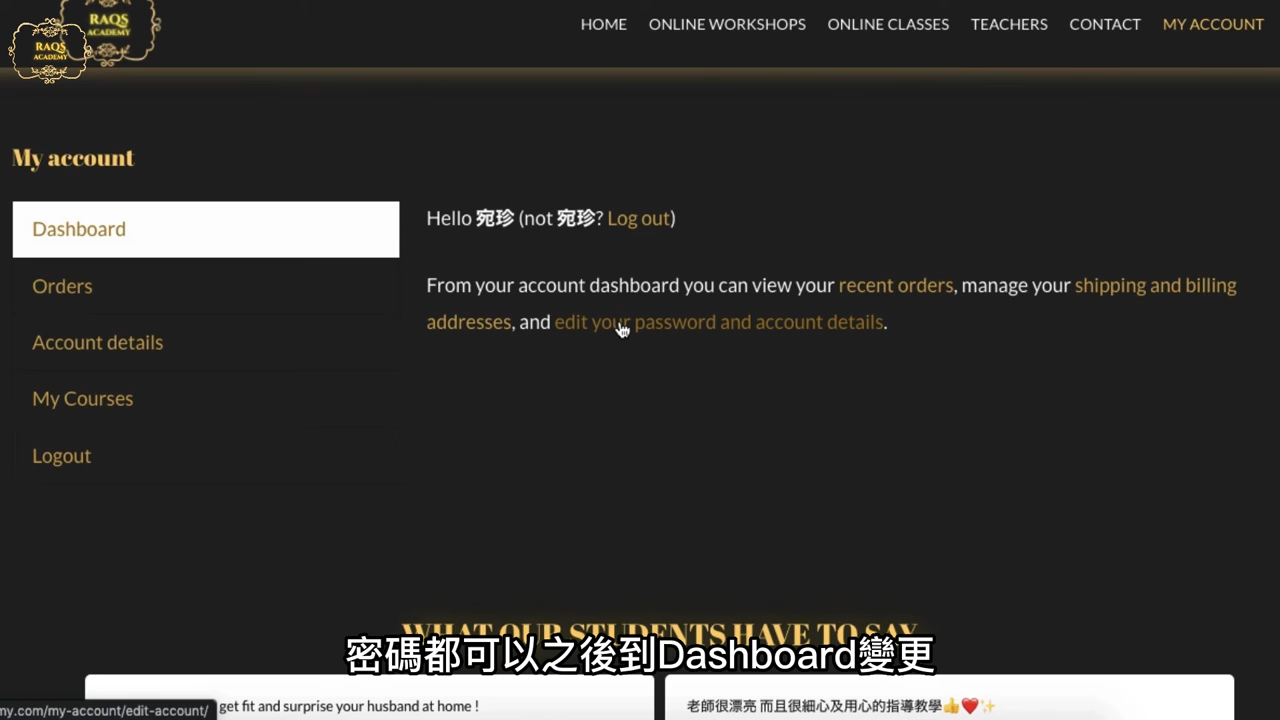 RAQS
ACADEMY
RAQS
ACADEMY
HOME ONLINE WORKSHOPS ONLINE CLASSES TEACHERS CONTACT MY ACCOUNT
My account
Dashboard
Orders
Account details
My Courses
Logout
Hello 宛珍 (not 宛珍? Log out)
From your account dashboard you can view your recent orders, manage your shipping and billing
addresses, and edit your password and account details.
WHAT OUR STUDENTS HAVE TO SAY
密碼都可以之後到Dashboard變更
get fit and surprise your husband at home !
老師很漂亮 而且很細心及用心的指導教學👍❤️✨
my.com/my-account/edit-account/